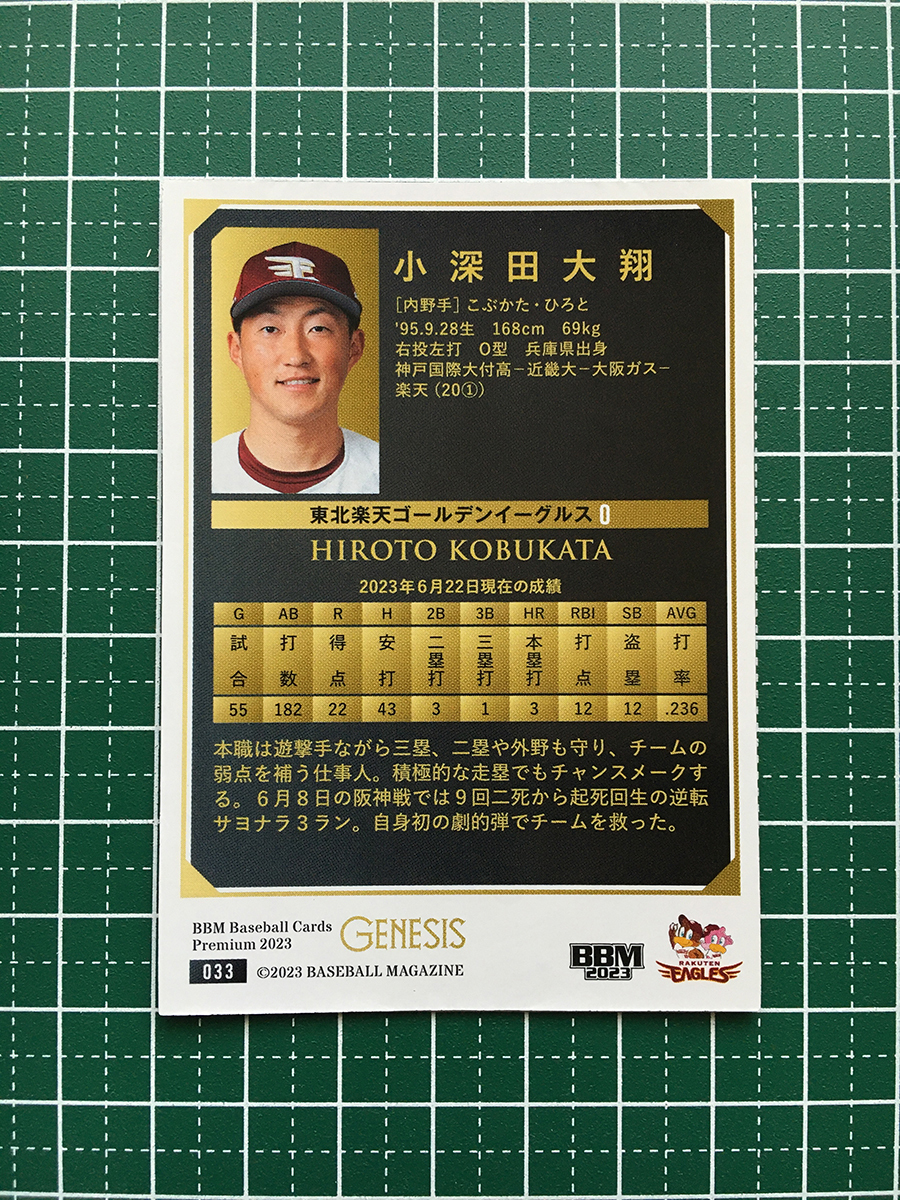 小深田大翔
［内野手］こぶかた・ひろと
'95.9.28生　168cm　69kg
右投左打　O型　兵庫県出身
神戸国際大付高－近畿大－大阪ガス－
楽天（20①）
東北楽天ゴールデンイーグルス 0
HIROTO KOBUKATA
2023年6月22日現在の成績
G AB R H 2B 3B HR RBI SB AVG
試合 打数 得点 安打 二塁打 三塁打 本塁打 打点 盗塁 打率
55 182 22 43 3 1 3 12 12 .236
本職は遊撃手ながら三塁、二塁や外野も守り、チームの
弱点を補う仕事人。積極的な走塁でもチャンスメークす
る。６月８日の阪神戦では９回二死から起死回生の逆転
サヨナラ３ラン。自身初の劇的弾でチームを救った。
BBM Baseball Cards
Premium 2023
GENESIS
033 ©2023 BASEBALL MAGAZINE
BBM
2023
RAKUTEN
EAGLES